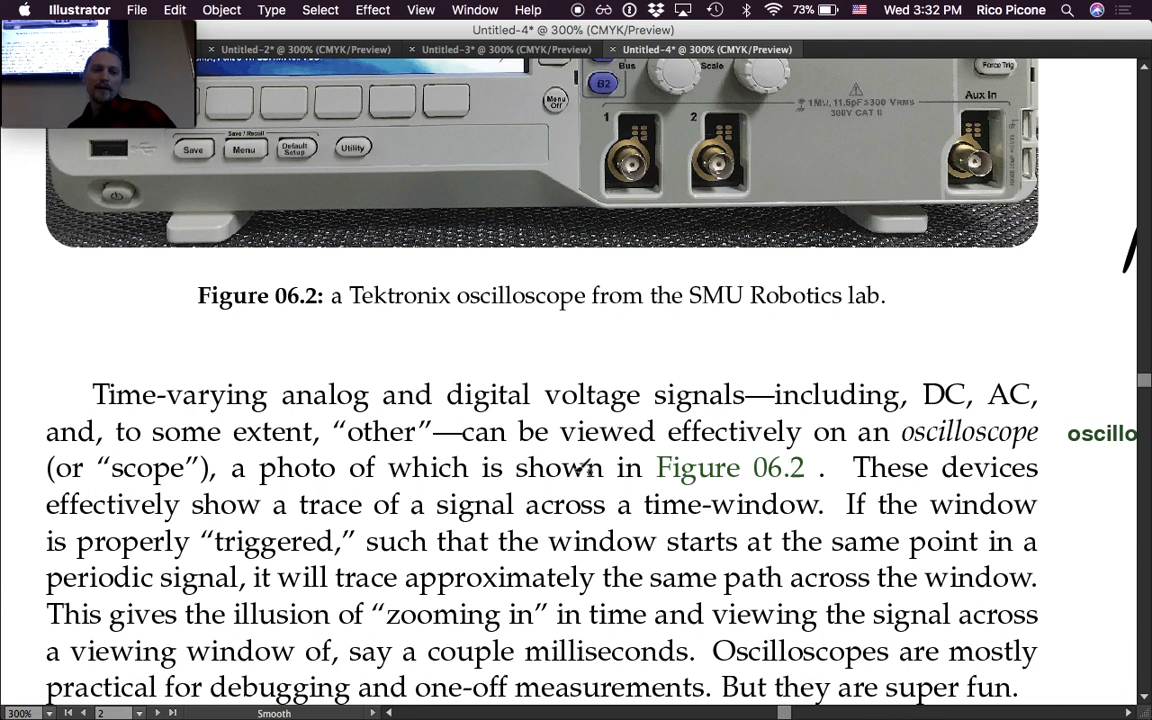 Illustrator File Edit Object Type Select Effect View Window Help 73% Wed 3:32 PM Rico Picone
Untitled-4* @ 300% (CMYK/Preview)
× Untitled-2* @ 300% (CMYK/Preview) × Untitled-3* @ 300% (CMYK/Preview) × Untitled-4* @ 300% (CMYK/Preview)
Bus Scale Force Trig
B2
Menu Off
Aux In
1MΩ, 11.5pF ≤300 VRMS
300V CAT II
1 2
Save / Recall
Save Menu Default Setup Utility
Figure 06.2: a Tektronix oscilloscope from the SMU Robotics lab.
Time-varying analog and digital voltage signals—including, DC, AC,
and, to some extent, “other”—can be viewed effectively on an oscilloscope
oscillo
(or “scope”), a photo of which is shown in Figure 06.2 . These devices
effectively show a trace of a signal across a time-window. If the window
is properly “triggered,” such that the window starts at the same point in a
periodic signal, it will trace approximately the same path across the window.
This gives the illusion of “zooming in” in time and viewing the signal across
a viewing window of, say a couple milliseconds. Oscilloscopes are mostly
practical for debugging and one-off measurements. But they are super fun.
300% 2 Smooth